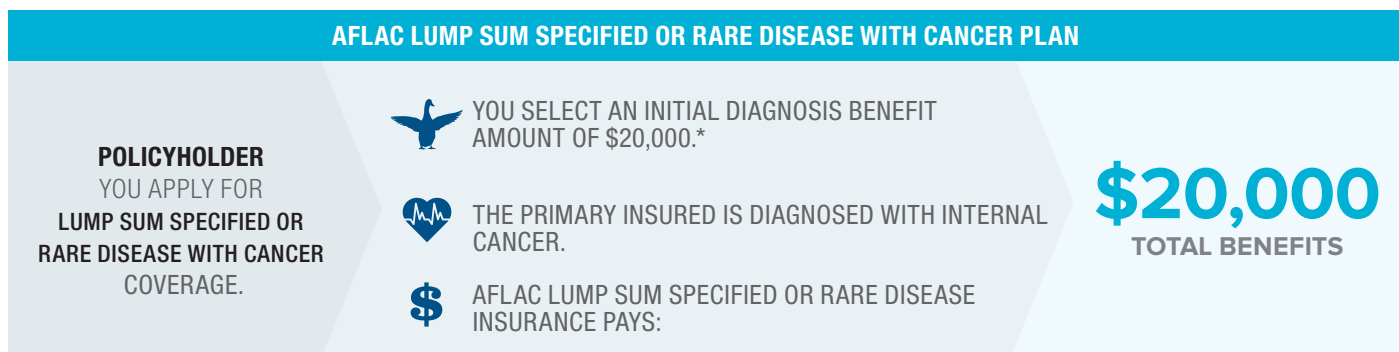 AFLAC LUMP SUM SPECIFIED OR RARE DISEASE WITH CANCER PLAN
POLICYHOLDER
YOU APPLY FOR
LUMP SUM SPECIFIED OR
RARE DISEASE WITH CANCER
COVERAGE.
YOU SELECT AN INITIAL DIAGNOSIS BENEFIT
AMOUNT OF $20,000.*
THE PRIMARY INSURED IS DIAGNOSED WITH INTERNAL
CANCER.
$
AFLAC LUMP SUM SPECIFIED OR RARE DISEASE
INSURANCE PAYS:
$20,000
TOTAL BENEFITS